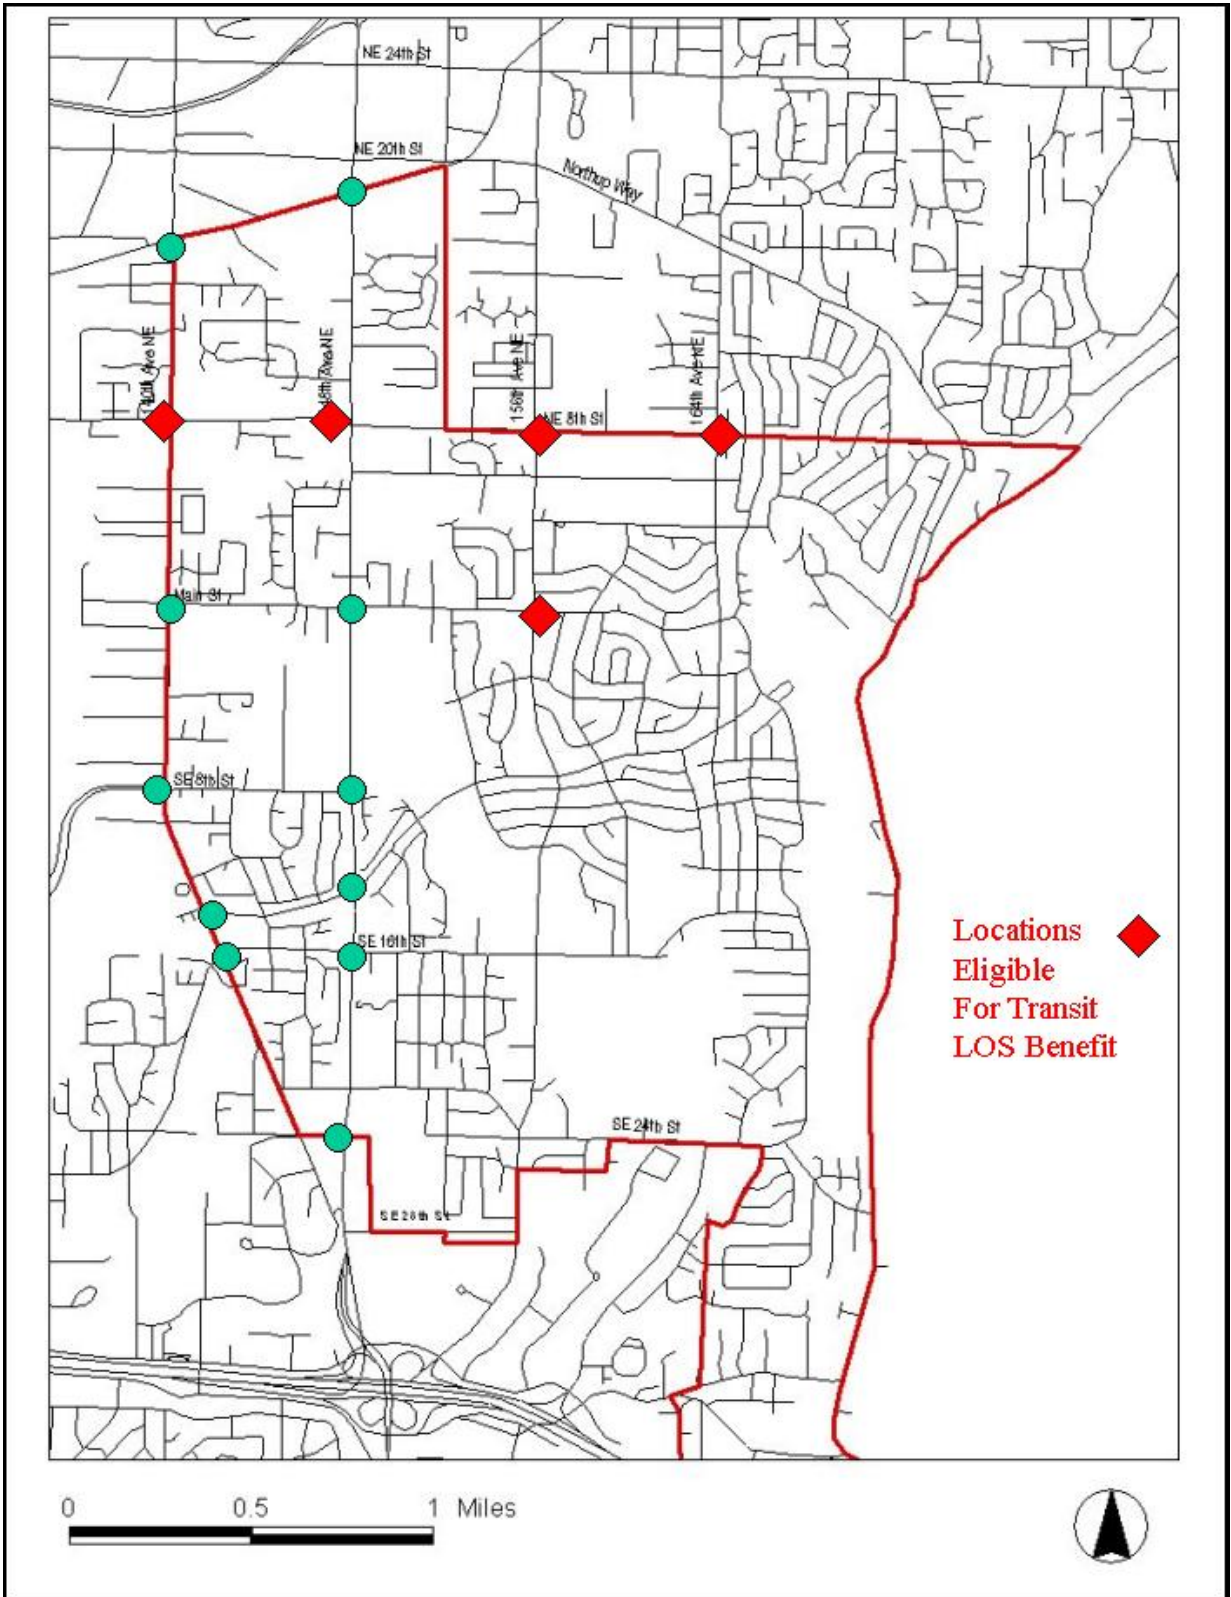 NE 24th St
NE 20th St
Northup Way
140th Ave NE
148th Ave NE
156th Ave NE
164th Ave NE
NE 8th St
Main St
SE 8th St
SE 16th St
Locations
Eligible
For Transit
LOS Benefit
SE 24th St
SE 28th St
0 0.5 1 Miles